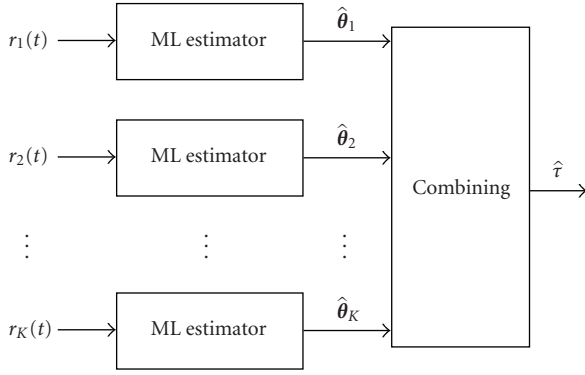 r₁(t) ML estimator θ̂₁
r₂(t) ML estimator θ̂₂
Combining τ̂
⋮ ⋮ ⋮
r_K(t) ML estimator θ̂_K